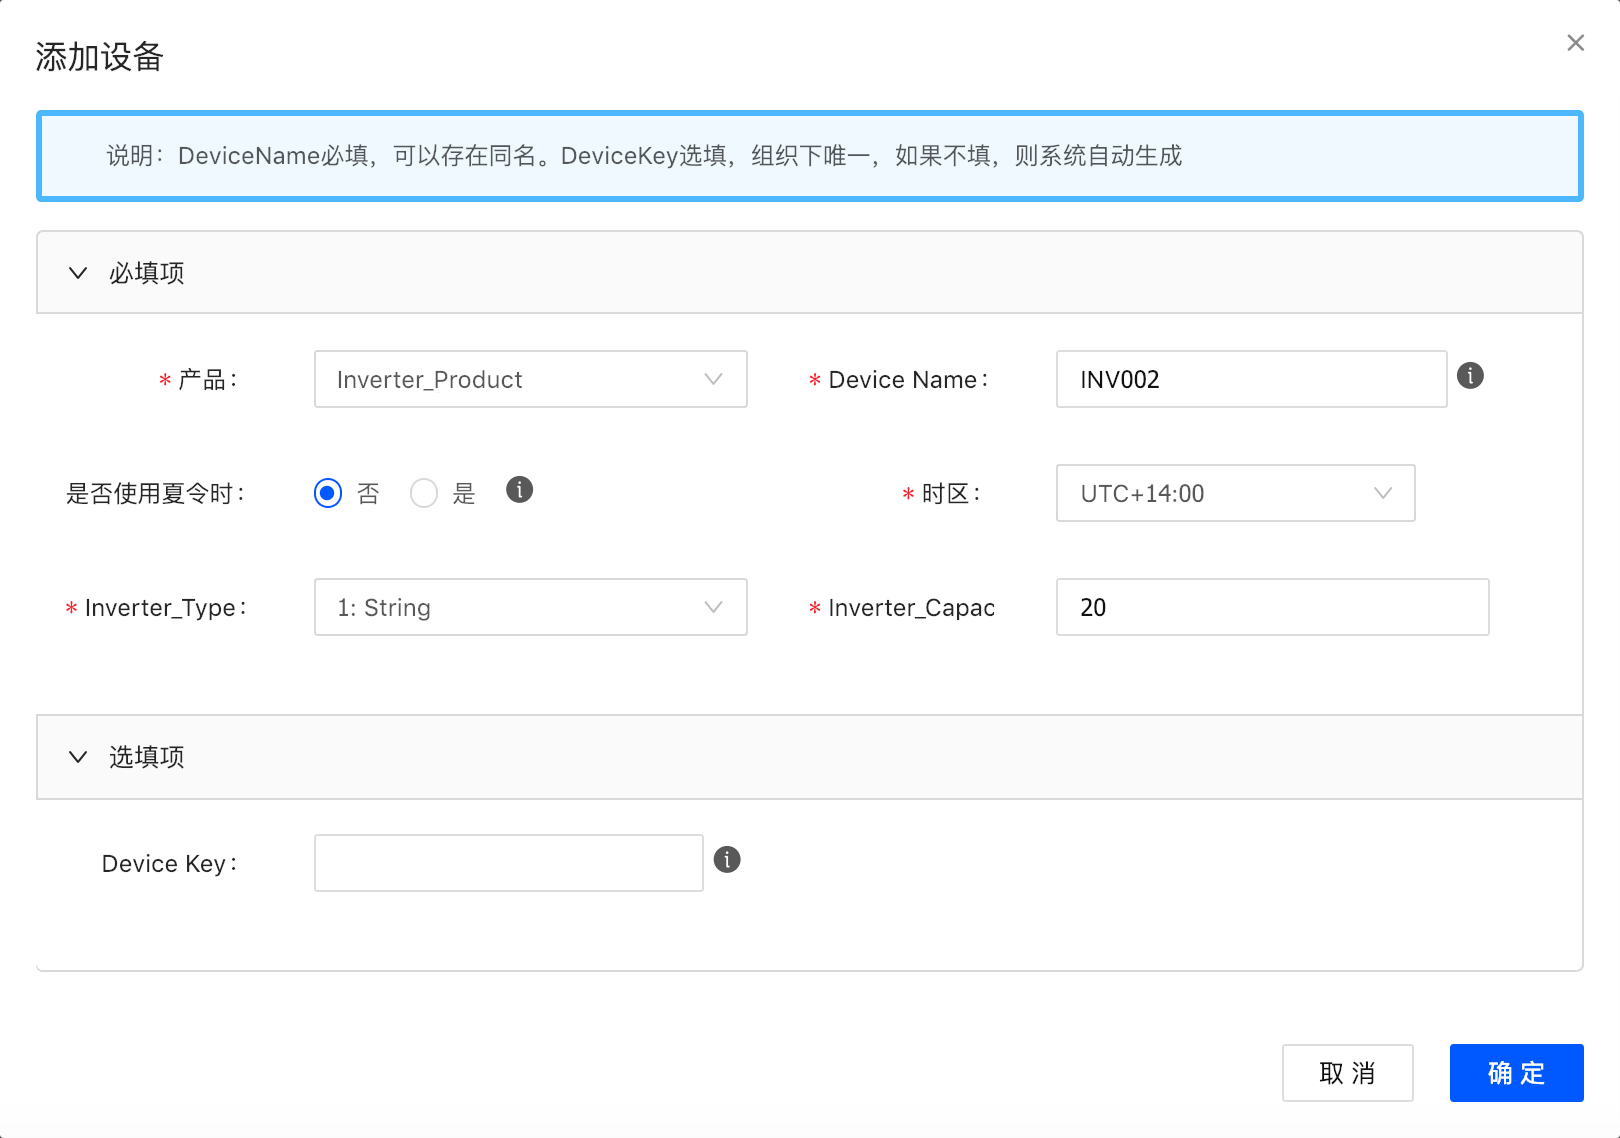 添加设备
说明：DeviceName必填，可以存在同名。DeviceKey选填，组织下唯一，如果不填，则系统自动生成
必填项
* 产品： Inverter_Product * Device Name： INV002
是否使用夏令时： 否 是 * 时区： UTC+14:00
* Inverter_Type： 1: String * Inverter_Capac 20
选填项
Device Key：
取 消 确 定